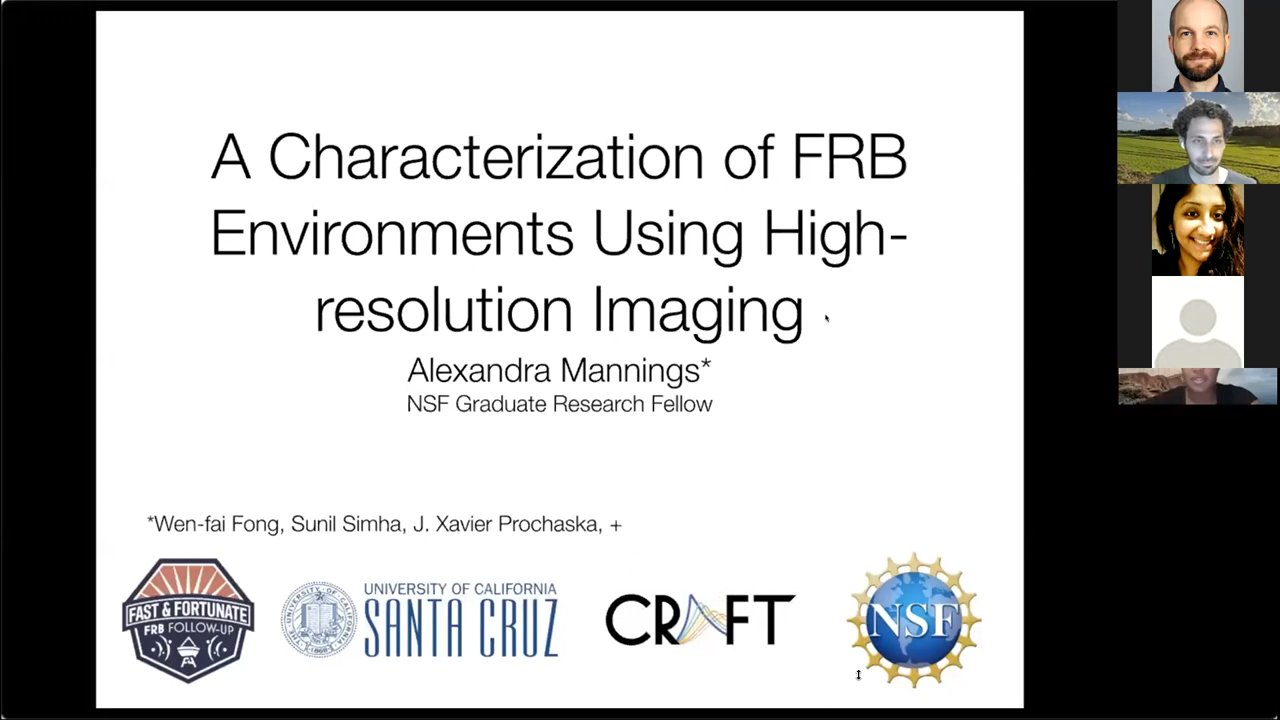 A Characterization of FRB
Environments Using High-
resolution Imaging
Alexandra Mannings*
NSF Graduate Research Fellow
*Wen-fai Fong, Sunil Simha, J. Xavier Prochaska, +
FAST & FORTUNATE
FRB FOLLOW-UP
UNIVERSITY OF CALIFORNIA
SANTA CRUZ
CRAFT
NSF